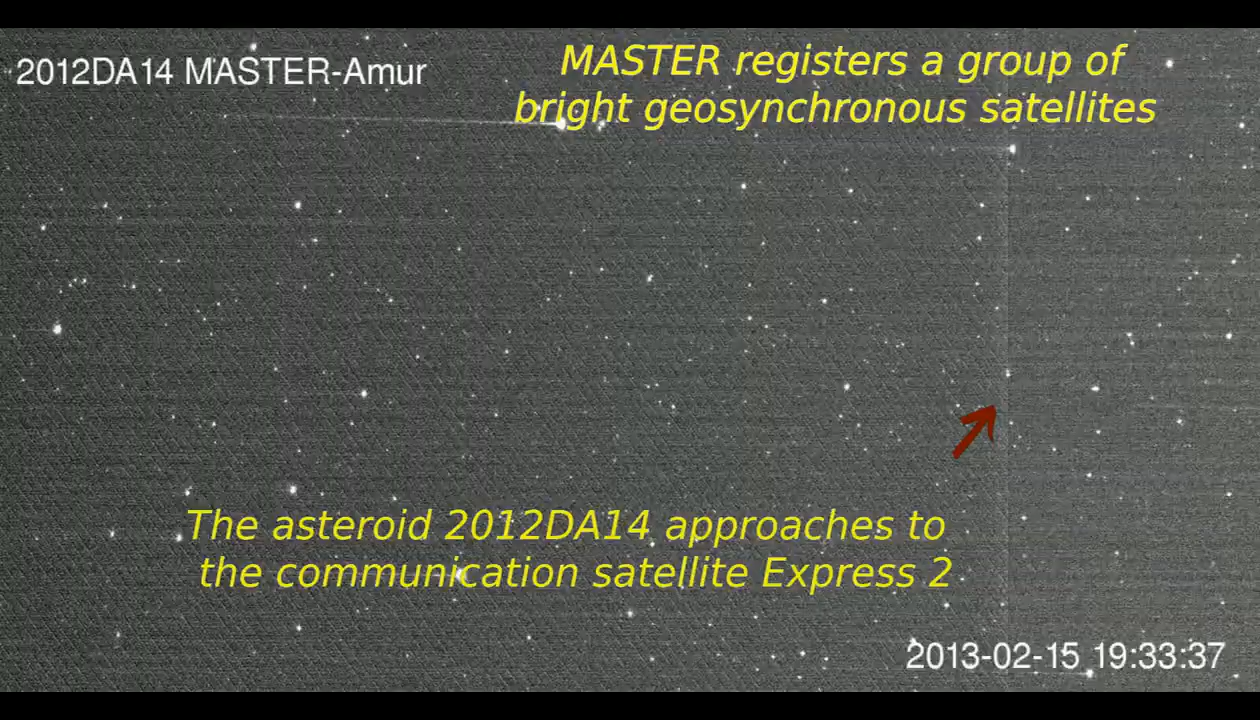 2012DA14 MASTER-Amur
MASTER registers a group of
bright geosynchronous satellites
The asteroid 2012DA14 approaches to
the communication satellite Express 2
2013-02-15 19:33:37